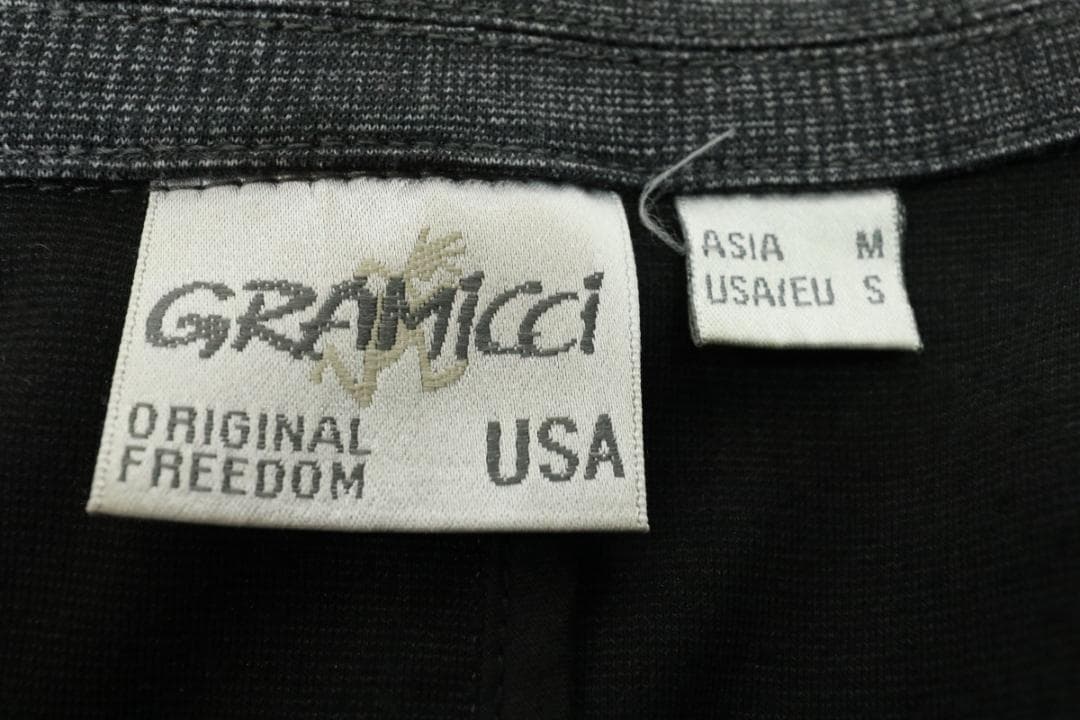 GRAMICCI
ORIGINAL
FREEDOM
USA
ASIA M
USA/EU S